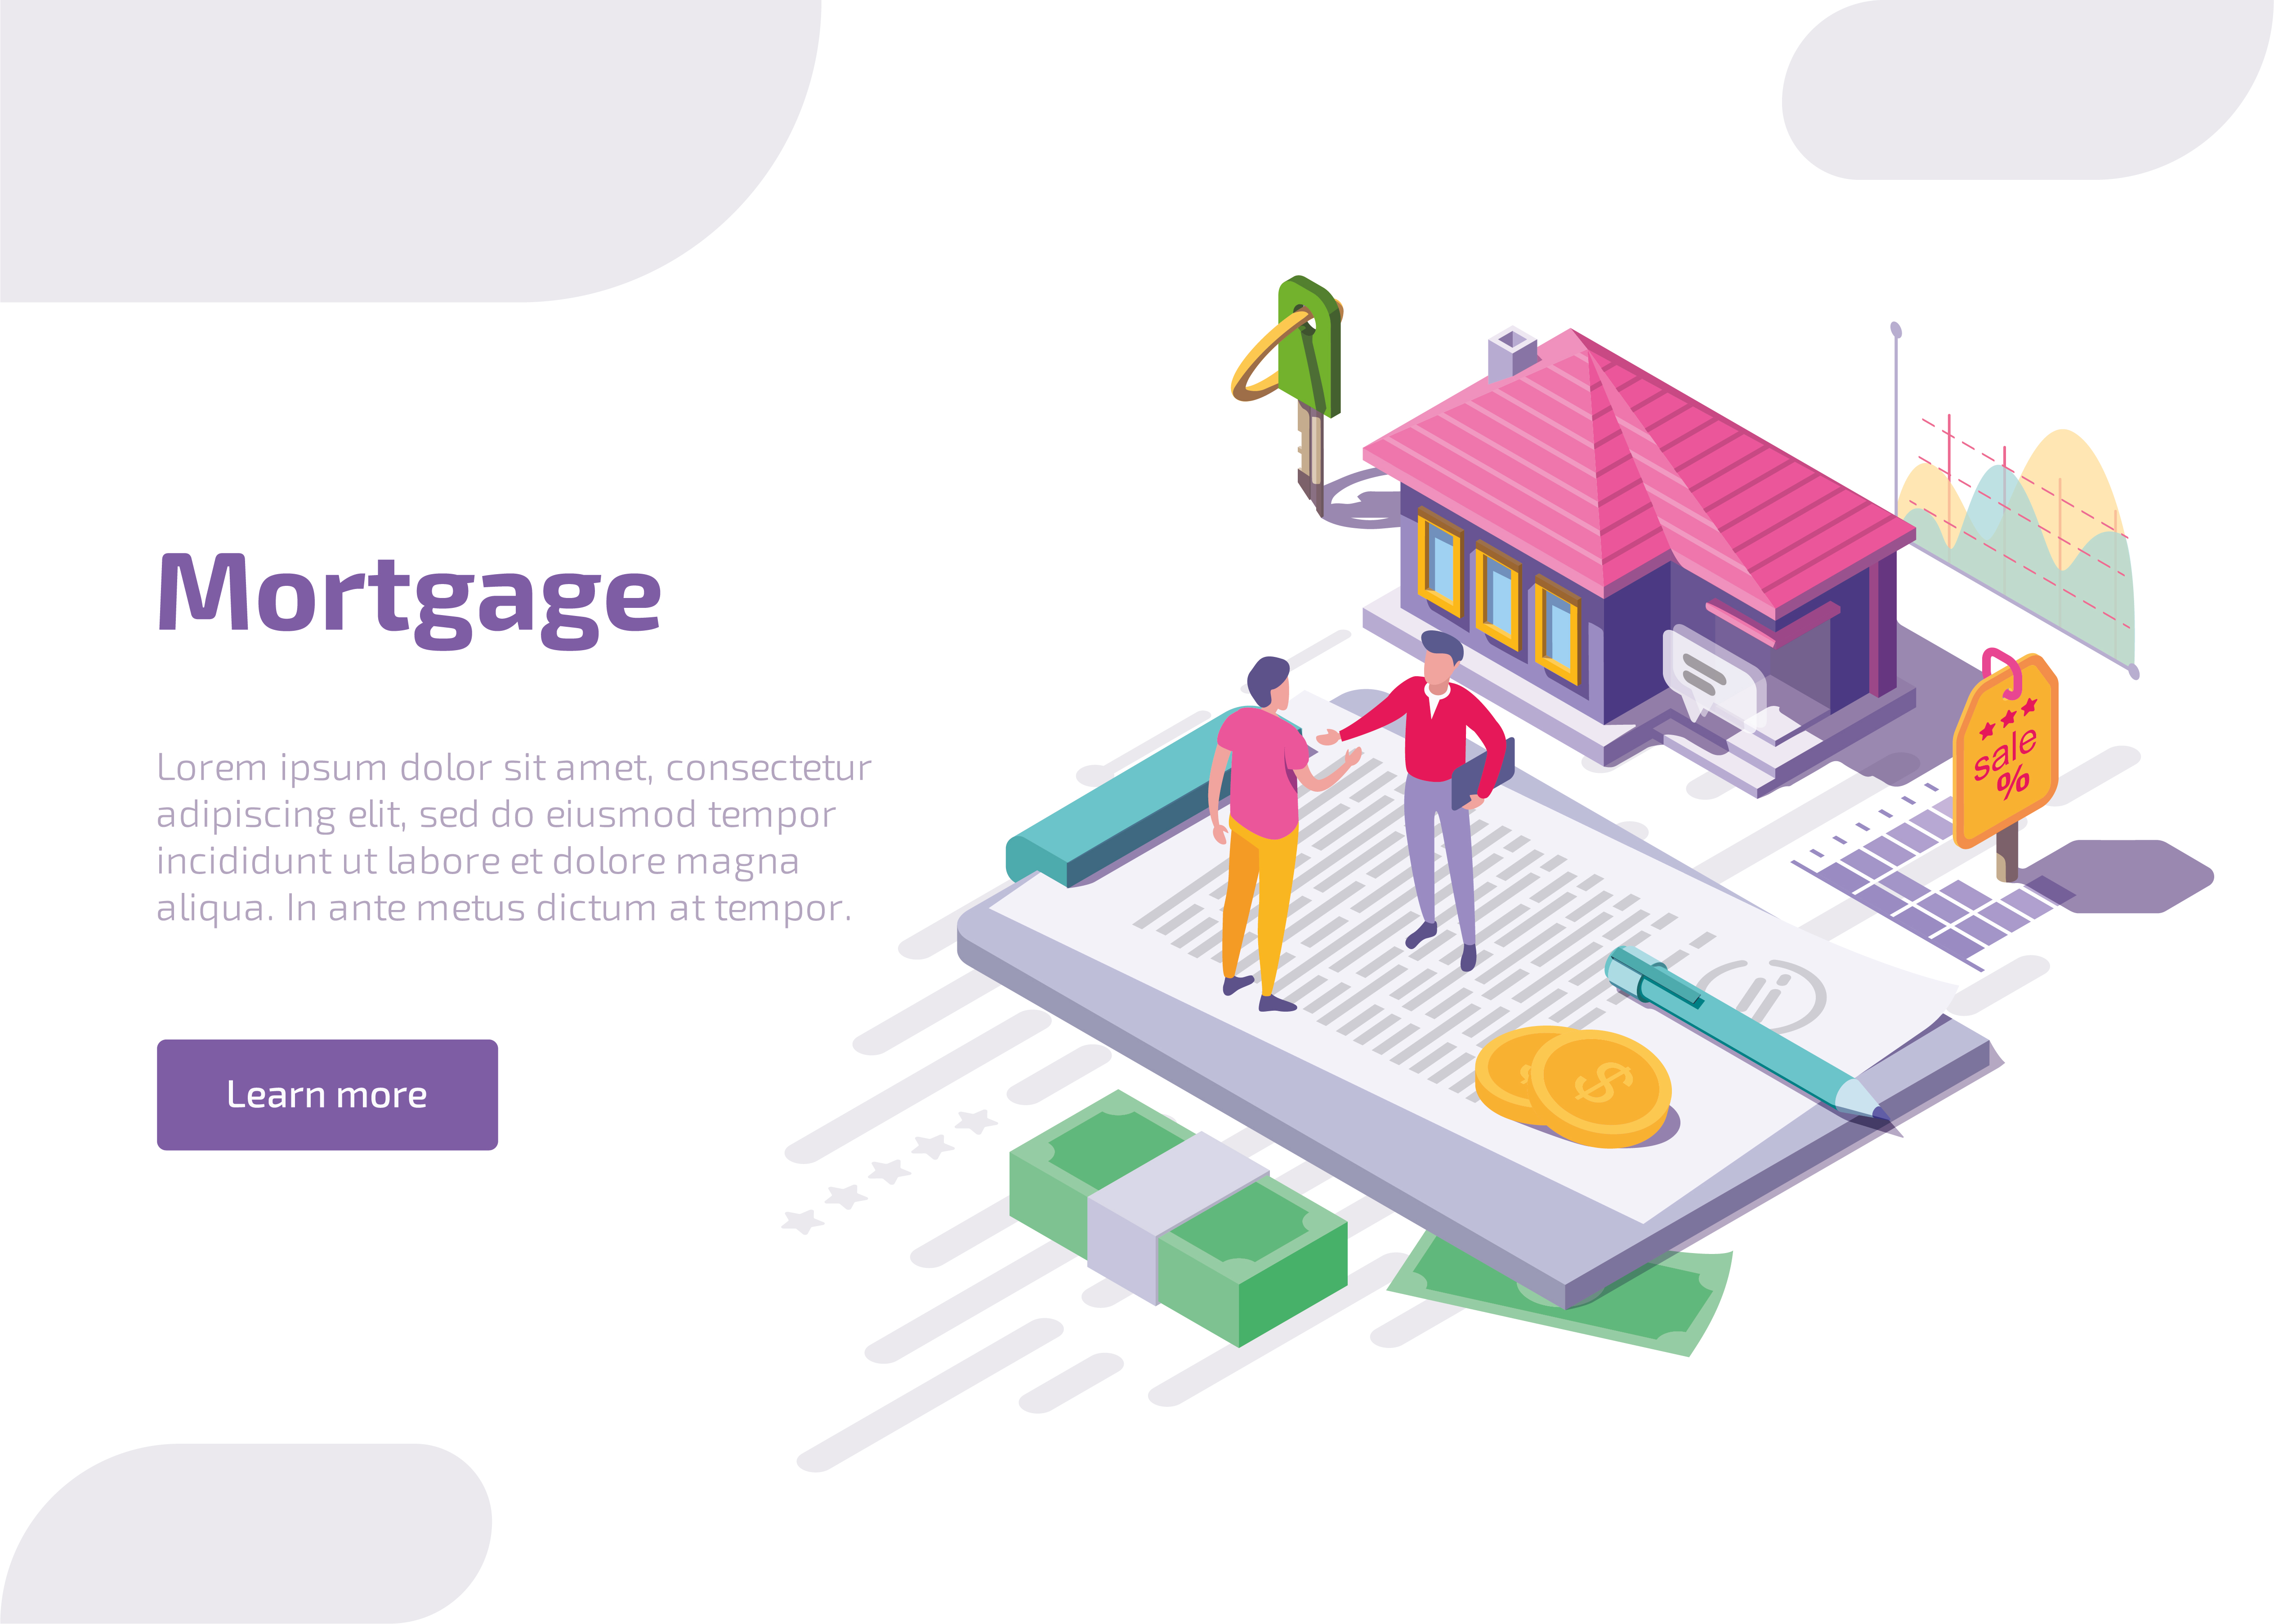 Mortgage
Lorem ipsum dolor sit amet, consectetur
adipiscing elit, sed do eiusmod tempor
incididunt ut labore et dolore magna
aliqua. In ante metus dictum at tempor.
Learn more
sale
%
$
$